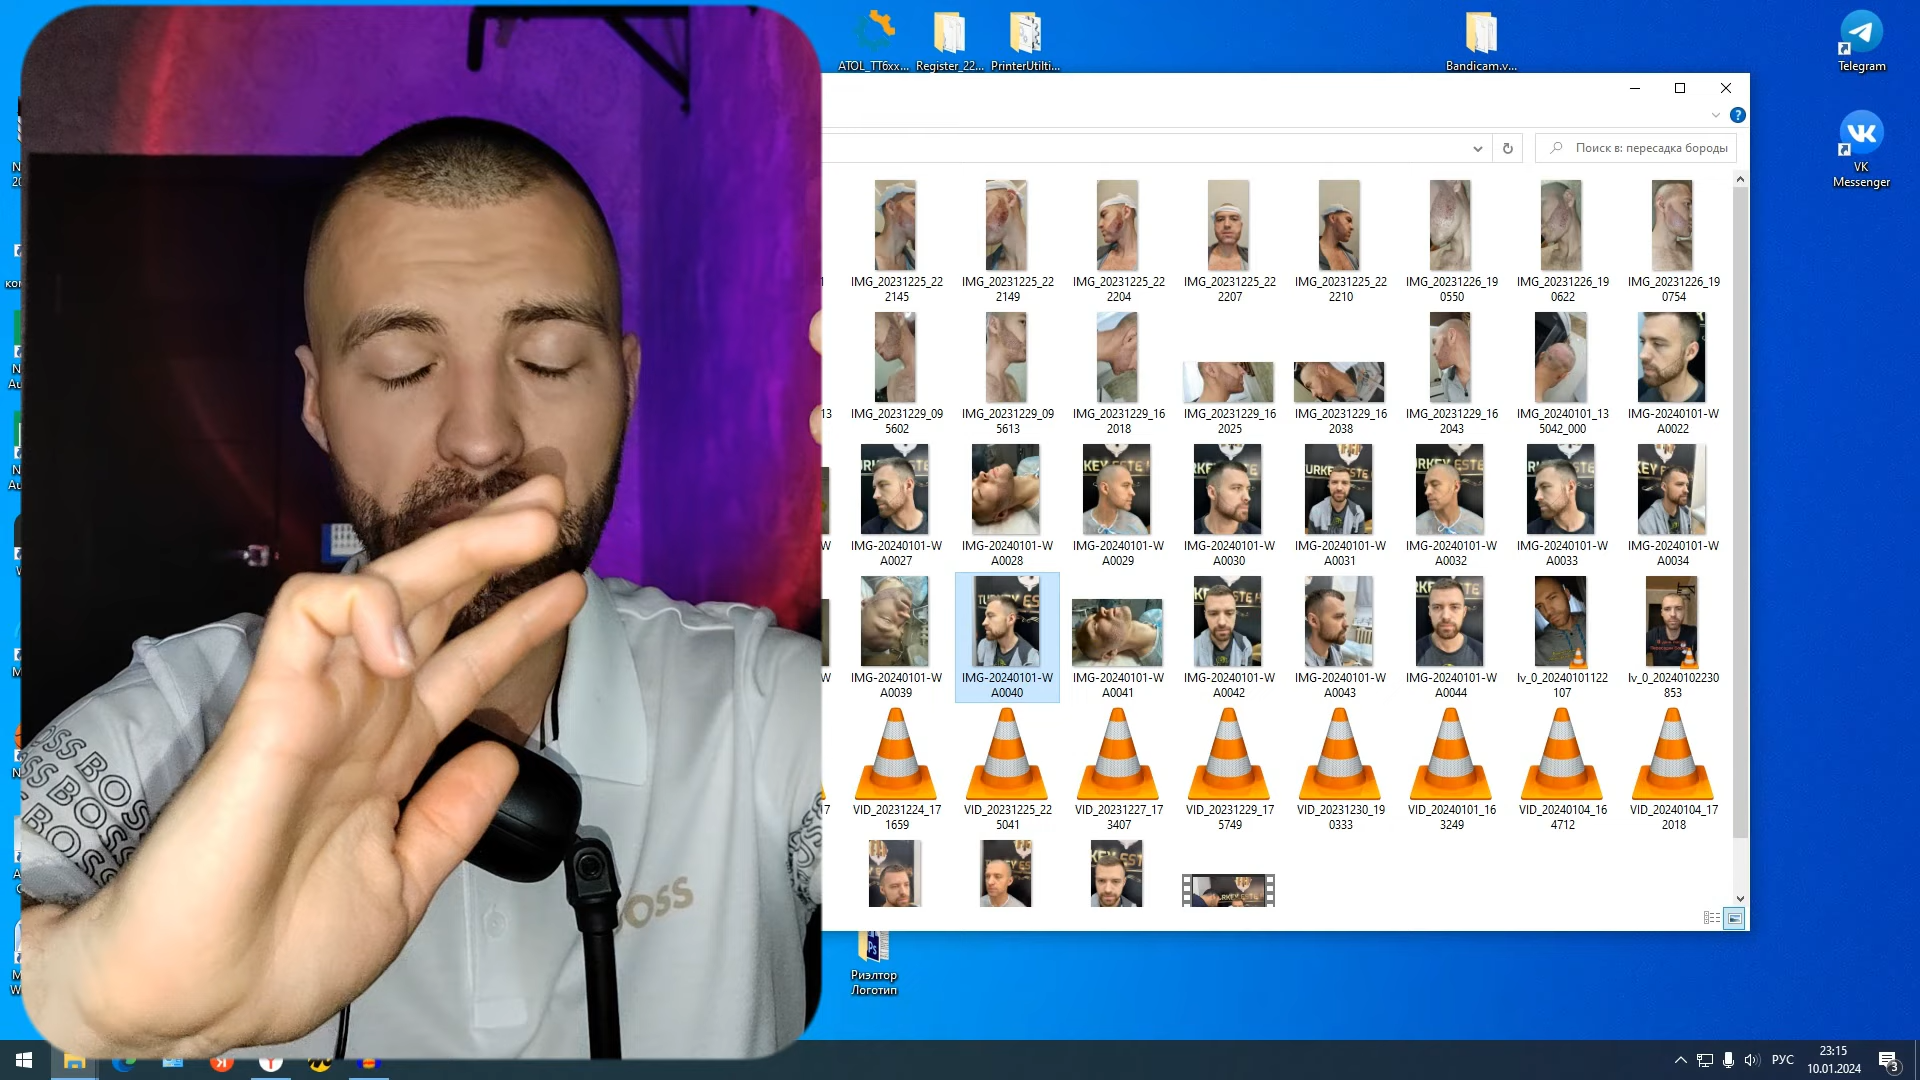 ATOL_TT6xx...
Register_22...
PrinterUtilti...
Bandicam.v...
Telegram
VK
Messenger
Поиск в: пересадка бороды
IMG_20231225_22
2145
IMG_20231225_22
2149
IMG_20231225_22
2204
IMG_20231225_22
2207
IMG_20231225_22
2210
IMG_20231226_19
0550
IMG_20231226_19
0622
IMG_20231226_19
0754
IMG_20231229_09
5602
IMG_20231229_09
5613
IMG_20231229_16
2018
IMG_20231229_16
2025
IMG_20231229_16
2038
IMG_20231229_16
2043
IMG_20240101_13
5042_000
IMG-20240101-W
A0022
IMG-20240101-W
A0027
IMG-20240101-W
A0028
IMG-20240101-W
A0029
IMG-20240101-W
A0030
IMG-20240101-W
A0031
IMG-20240101-W
A0032
IMG-20240101-W
A0033
IMG-20240101-W
A0034
IMG-20240101-W
A0039
IMG-20240101-W
A0040
IMG-20240101-W
A0041
IMG-20240101-W
A0042
IMG-20240101-W
A0043
IMG-20240101-W
A0044
lv_0_20240101122
107
lv_0_20240102230
853
VID_20231224_17
1659
VID_20231225_22
5041
VID_20231227_17
3407
VID_20231229_17
5749
VID_20231230_19
0333
VID_20240101_16
3249
VID_20240104_16
4712
VID_20240104_17
2018
Риэлтор
Логотип
BOSS
РУС
23:15
10.01.2024
3